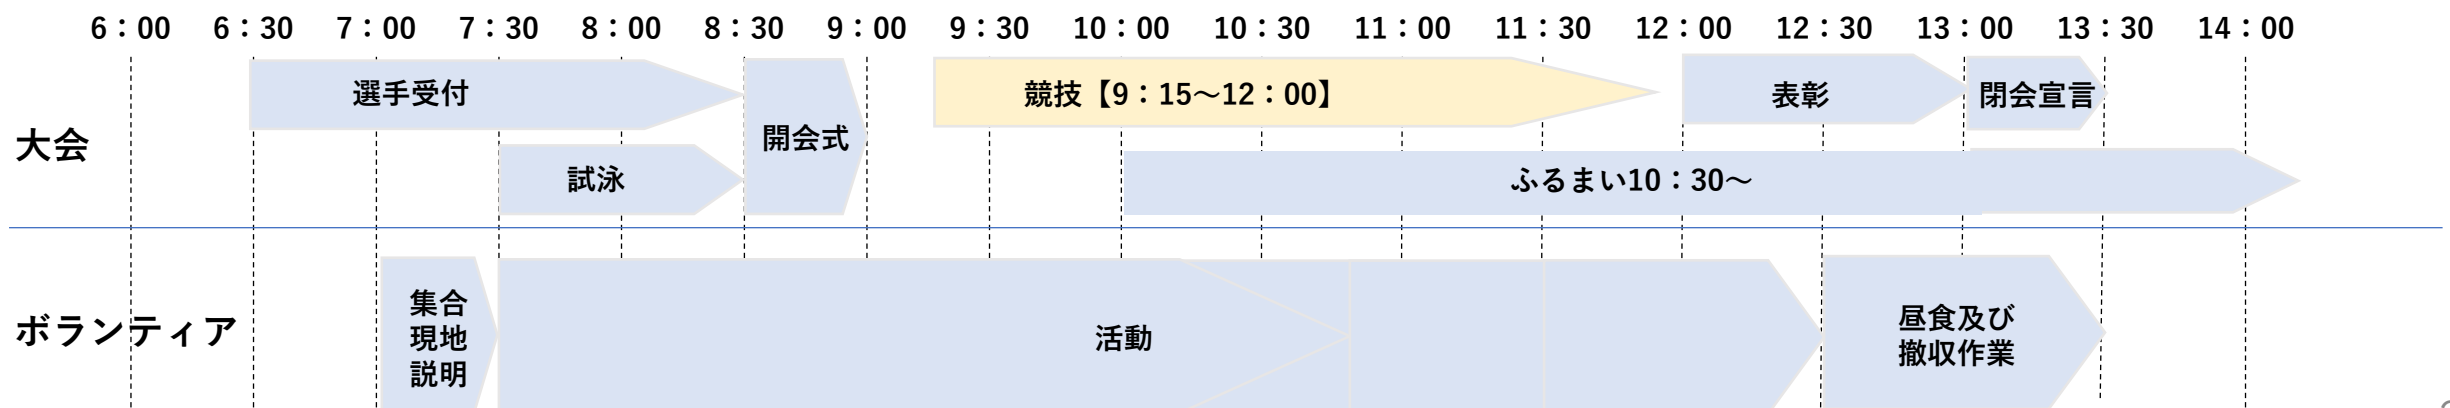 6：00 6：30 7：00 7：30 8：00 8：30 9：00 9：30 10：00 10：30 11：00 11：30 12：00 12：30 13：00 13：30 14：00
大会
選手受付
試泳
開会式
競技【9：15～12：00】
表彰
閉会宣言
ふるまい10：30～
ボランティア
集合
現地
説明
活動
昼食及び
撤収作業